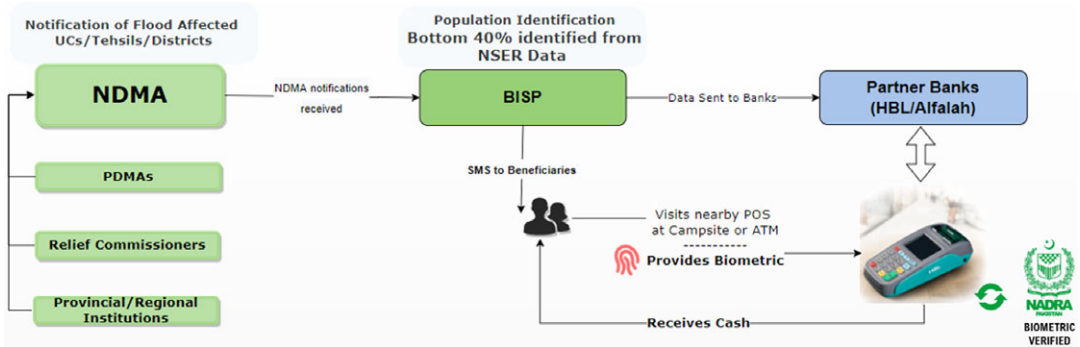 Notification of Flood Affected
UCs/Tehsils/Districts
NDMA
PDMAs
Relief Commissioners
Provincial/Regional
Institutions
NDMA notifications
received
Population Identification
Bottom 40% identified from
NSER Data
BISP
Data Sent to Banks
Partner Banks
(HBL/Alfalah)
SMS to Beneficiaries
Visits nearby POS
at Campsite or ATM
-----------
Provides Biometric
Receives Cash
HBL
NADRA
PAKISTAN
BIOMETRIC
VERIFIED